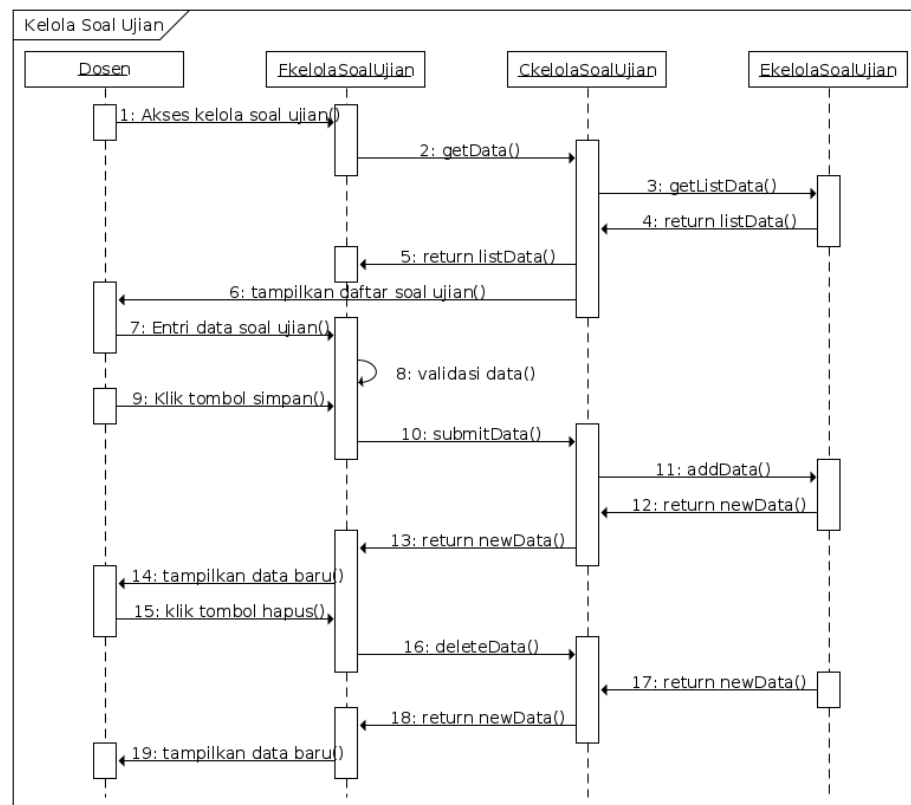 Kelola Soal Ujian
Dosen
FkelolaSoalUjian
CkelolaSoalUjian
EkelolaSoalUjian
1: Akses kelola soal ujian()
2: getData()
3: getListData()
4: return listData()
5: return listData()
6: tampilkan daftar soal ujian()
7: Entri data soal ujian()
8: validasi data()
9: Klik tombol simpan()
10: submitData()
11: addData()
12: return newData()
13: return newData()
14: tampilkan data baru()
15: klik tombol hapus()
16: deleteData()
17: return newData()
18: return newData()
19: tampilkan data baru()